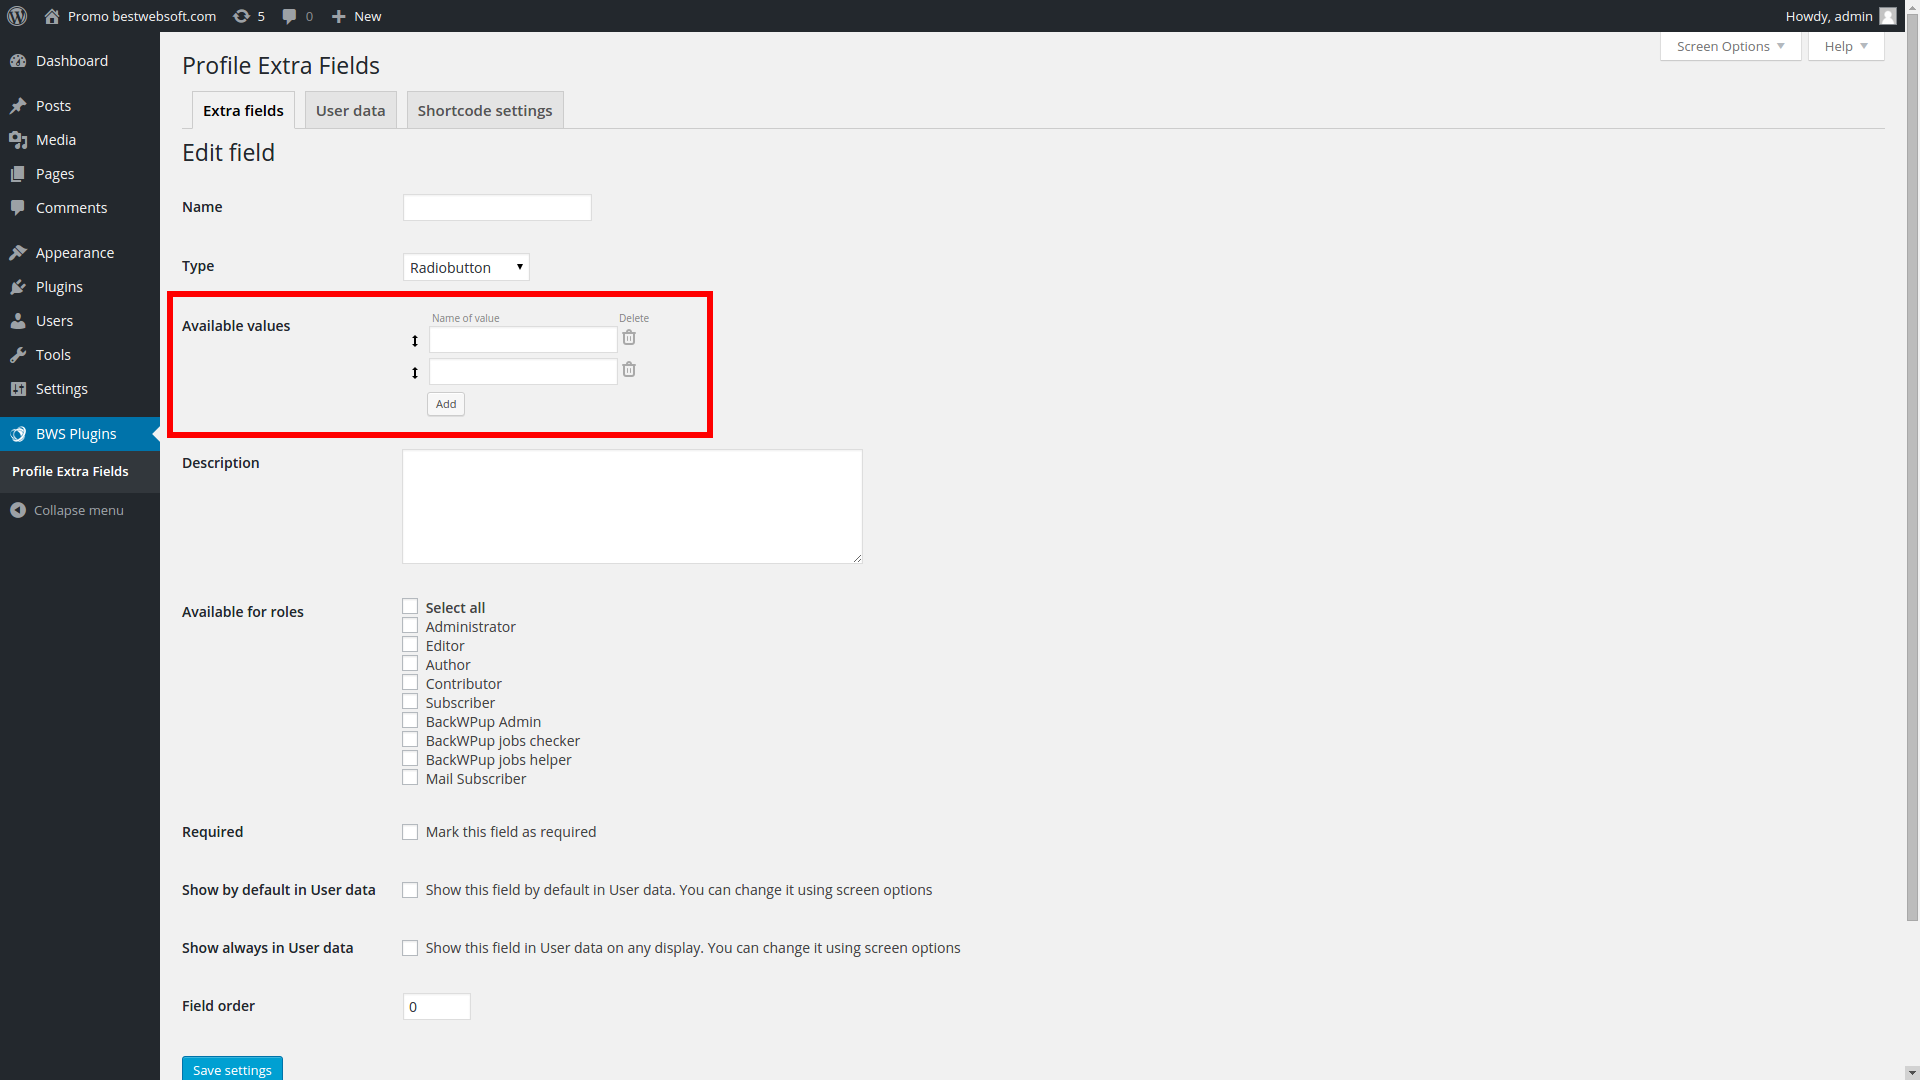 Promo bestwebsoft.com 5 0 New Howdy, admin
Screen Options Help
Dashboard
Posts
Media
Pages
Comments
Appearance
Plugins
Users
Tools
Settings
BWS Plugins
Profile Extra Fields
Collapse menu
Profile Extra Fields
Extra fields User data Shortcode settings
Edit field
Name
Type Radiobutton
Available values Name of value Delete
Add
Description
Available for roles Select all
Administrator
Editor
Author
Contributor
Subscriber
BackWPup Admin
BackWPup jobs checker
BackWPup jobs helper
Mail Subscriber
Required Mark this field as required
Show by default in User data Show this field by default in User data. You can change it using screen options
Show always in User data Show this field in User data on any display. You can change it using screen options
Field order 0
Save settings